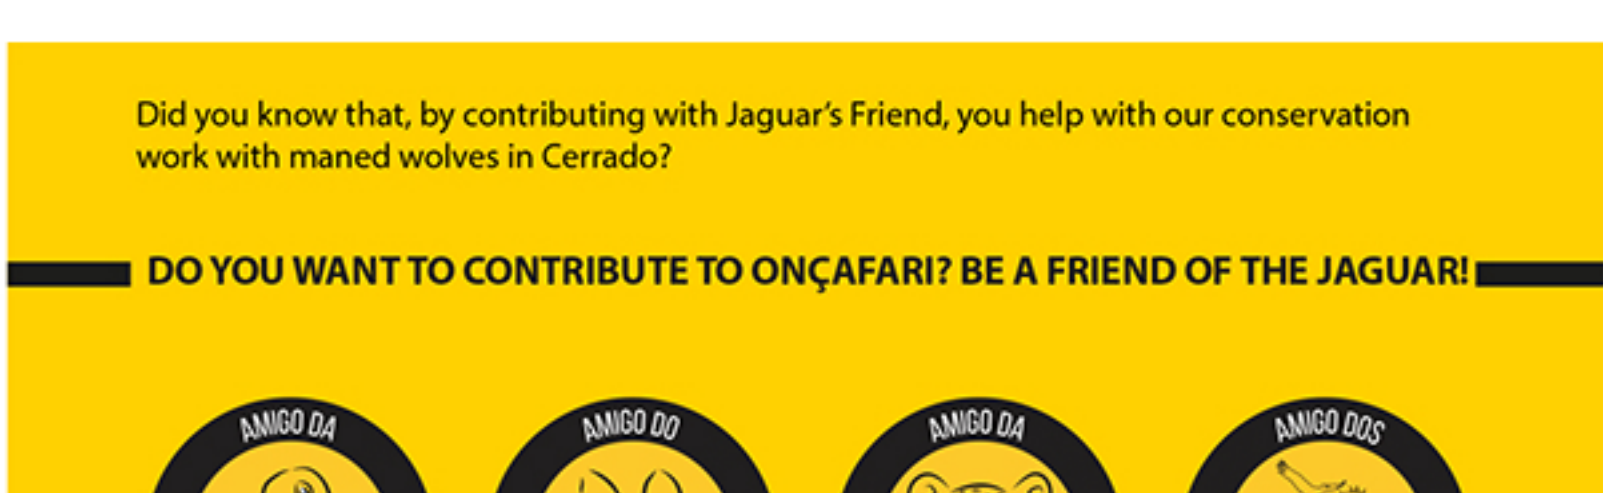 Did you know that, by contributing with Jaguar's Friend, you help with our conservation
work with maned wolves in Cerrado?
DO YOU WANT TO CONTRIBUTE TO ONÇAFARI? BE A FRIEND OF THE JAGUAR!
AMIGO DA
AMIGO DO
AMIGO DA
AMIGO DOS